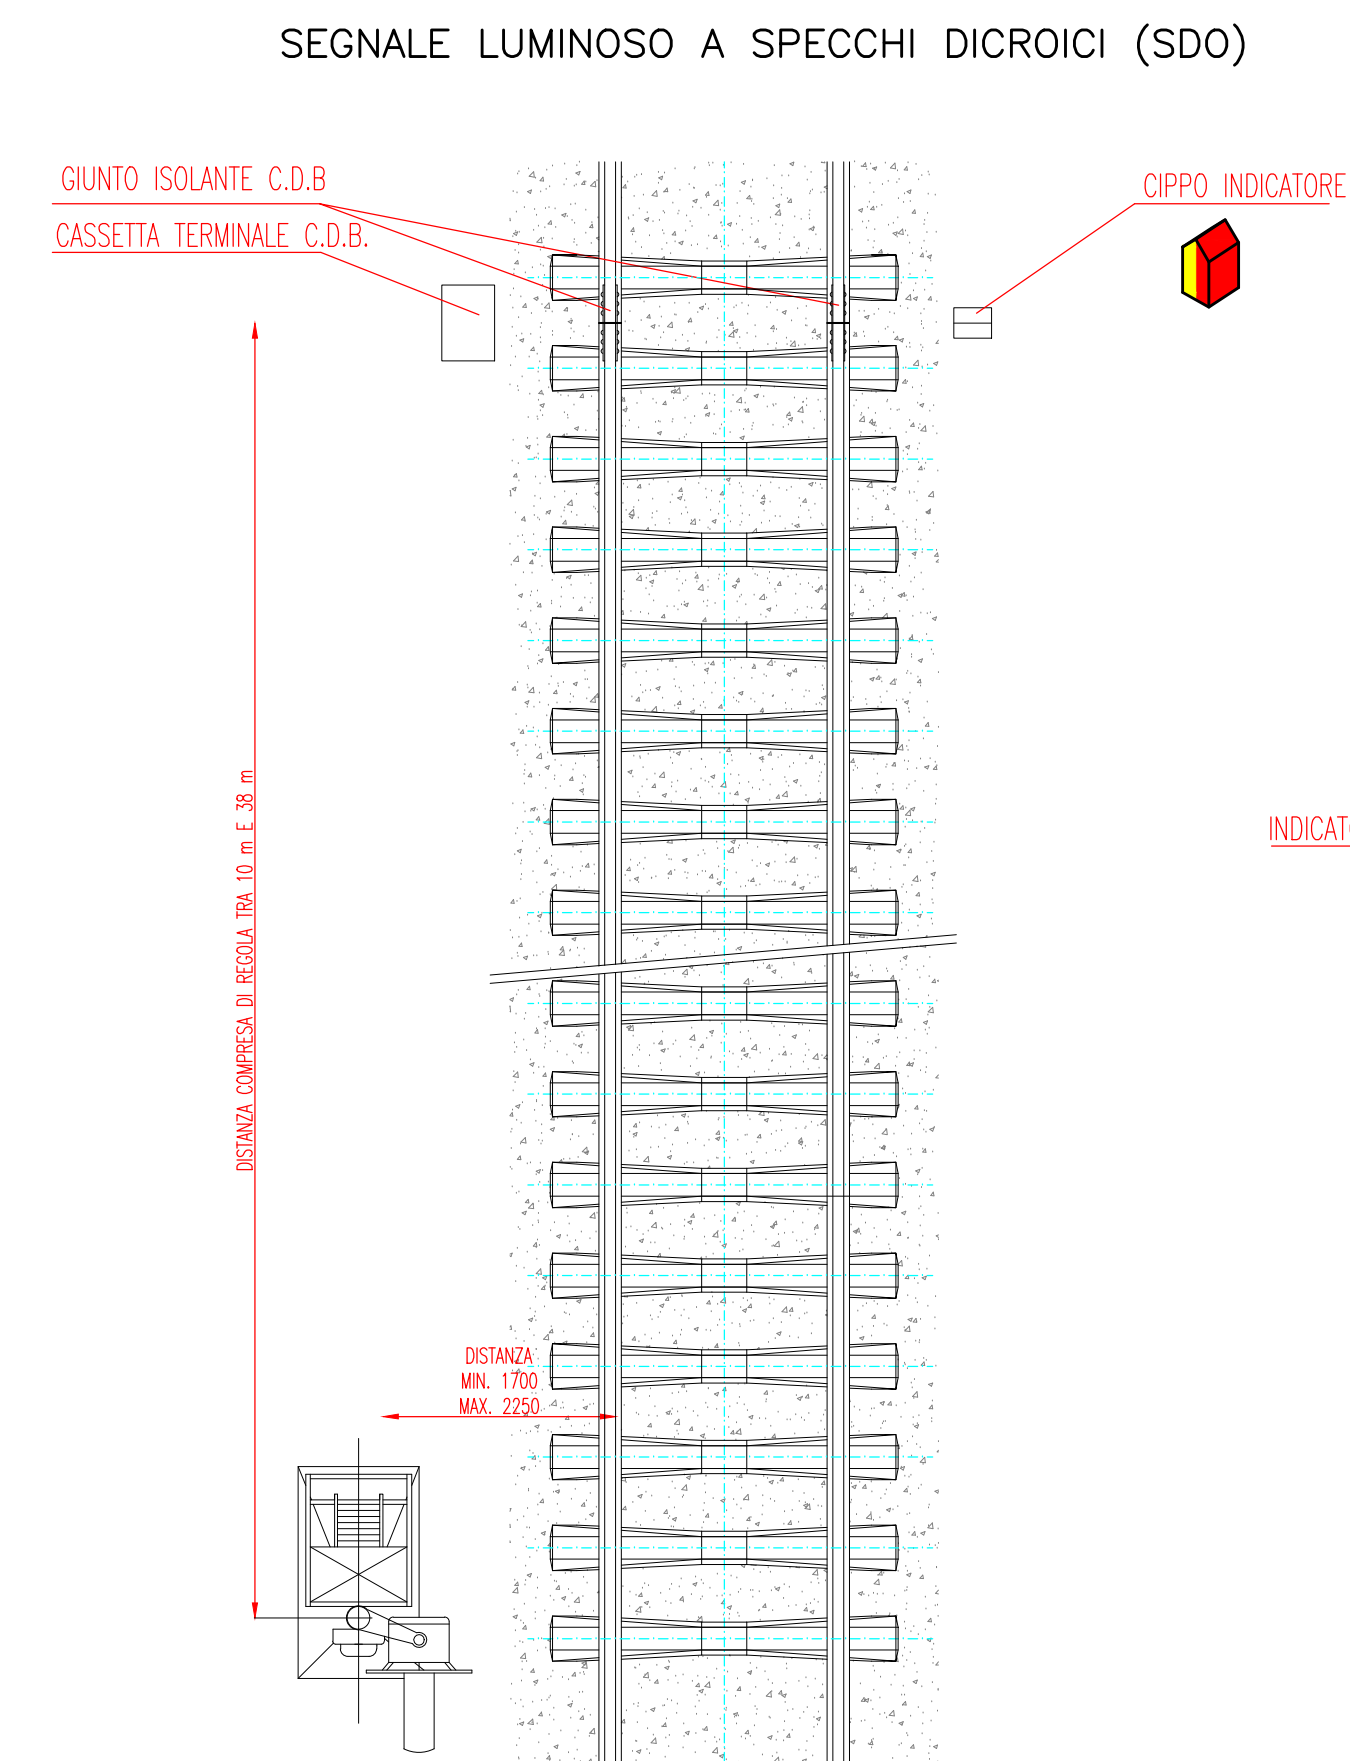 SEGNALE LUMINOSO A SPECCHI DICROICI (SDO)
GIUNTO ISOLANTE C.D.B
CASSETTA TERMINALE C.D.B.
CIPPO INDICATORE
DISTANZA COMPRESA DI REGOLA TRA 10 m E 38 m
DISTANZA
MIN. 1700
MAX. 2250